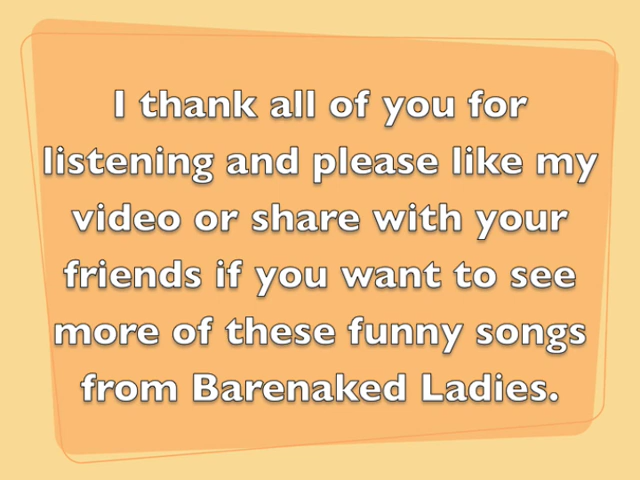 I thank all of you for
listening and please like my
video or share with your
friends if you want to see
more of these funny songs
from Barenaked Ladies.